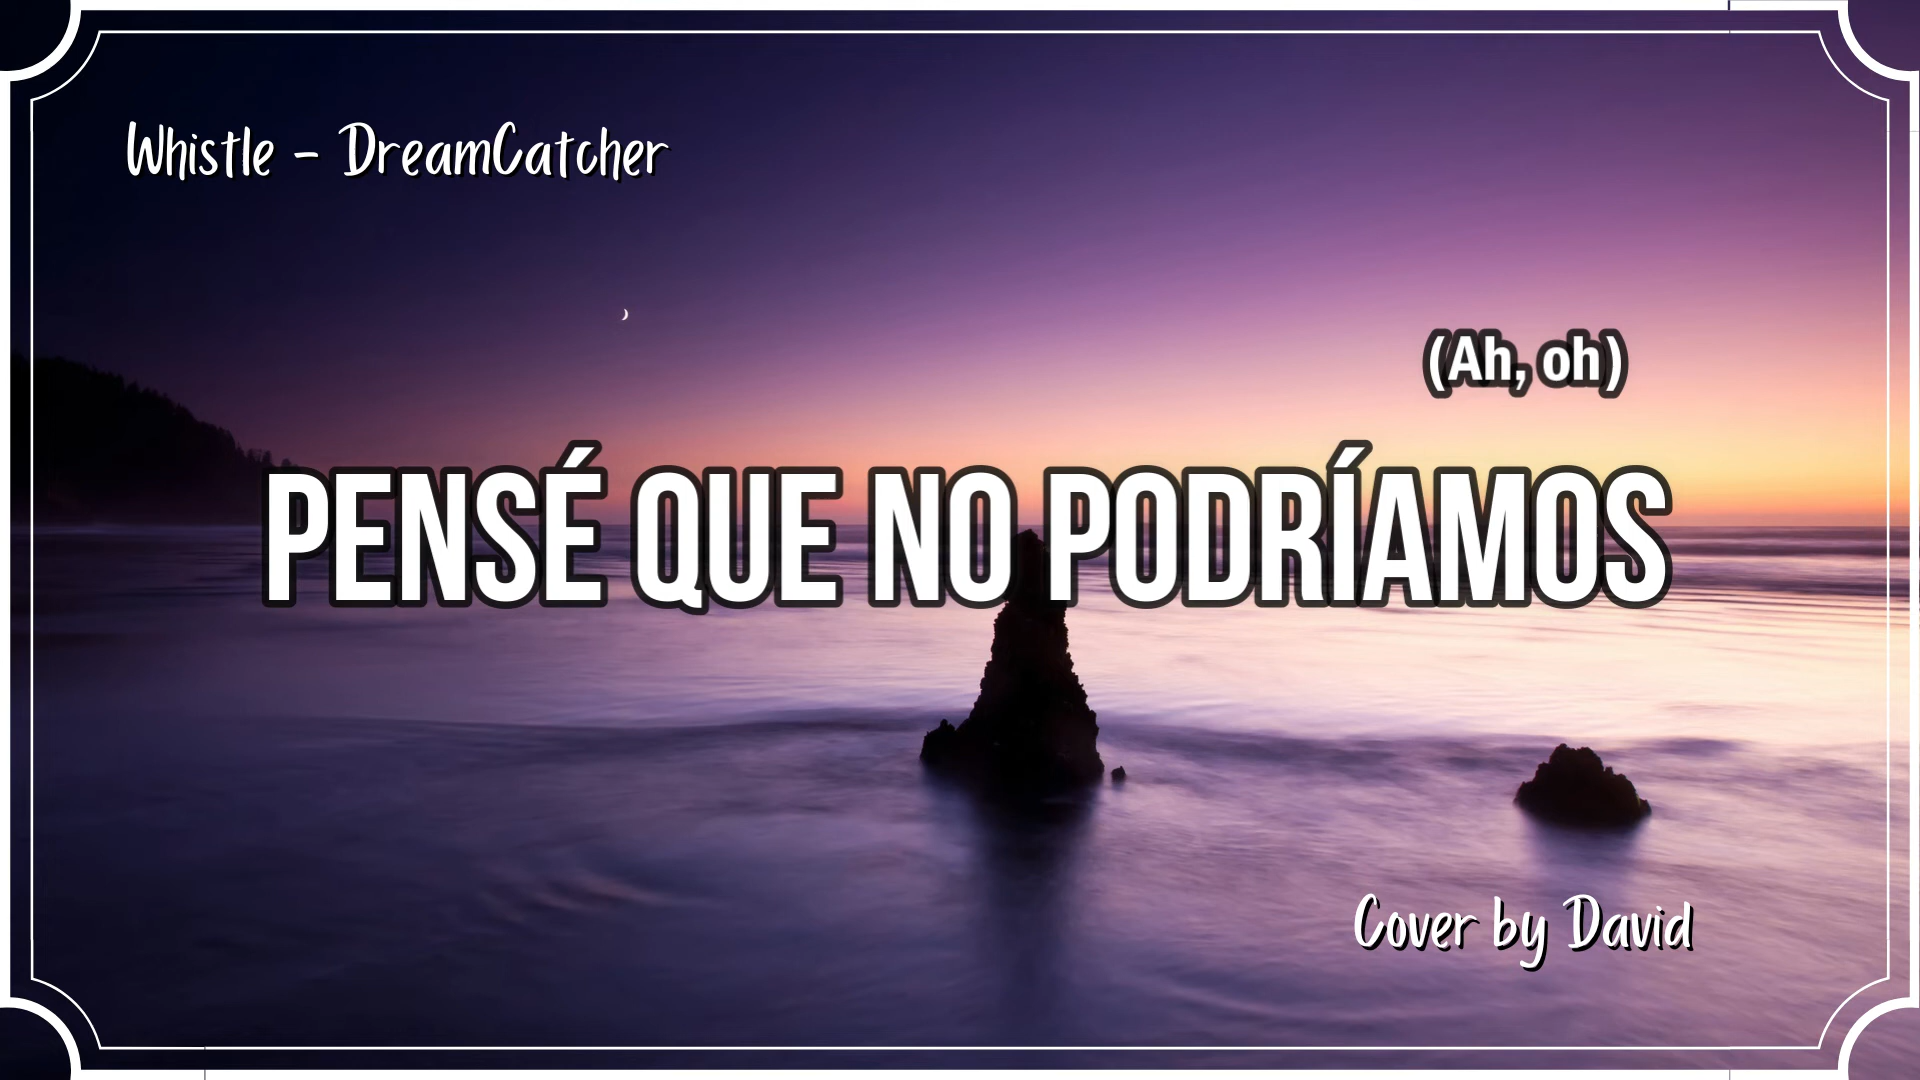 Whistle - DreamCatcher
(Ah, oh)
PENSÉ QUE NO PODRÍAMOS
Cover by David